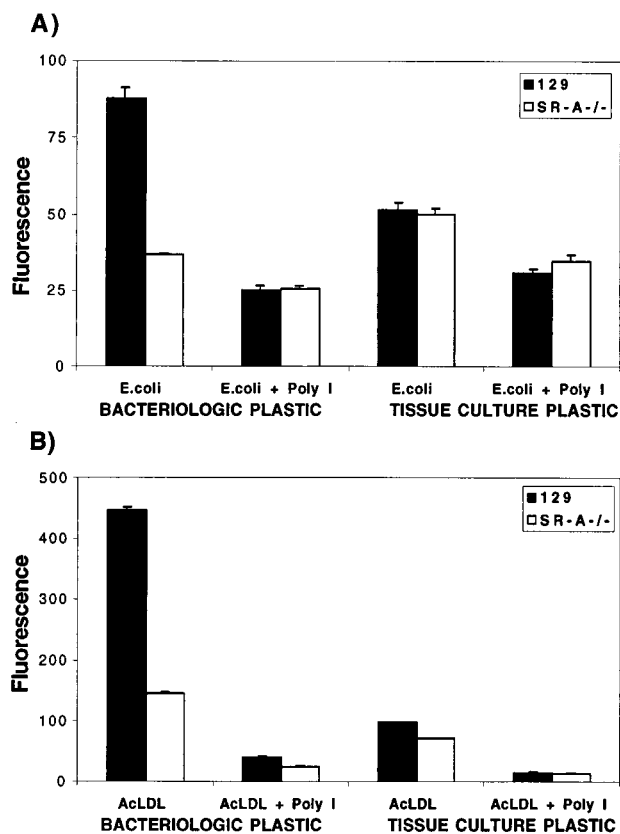 A)
Fluorescence
100
75
50
25
0
129
SR-A-/-
E.coli E.coli + Poly I E.coli E.coli + Poly I
BACTERIOLOGIC PLASTIC TISSUE CULTURE PLASTIC
B)
Fluorescence
500
400
300
200
100
0
129
SR-A-/-
AcLDL AcLDL + Poly I AcLDL AcLDL + Poly I
BACTERIOLOGIC PLASTIC TISSUE CULTURE PLASTIC